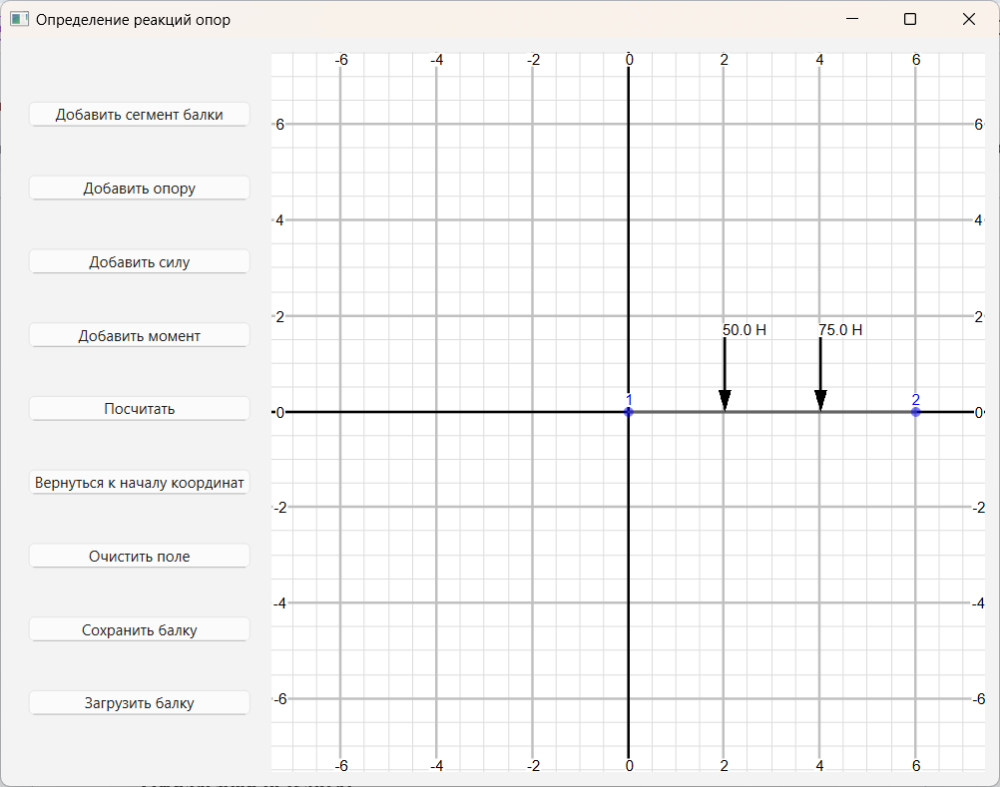 Определение реакций опор
-6 -4 -2 0 2 4 6
Добавить сегмент балки
6 6
Добавить опору
4 4
Добавить силу
2 2
50.0 Н 75.0 Н
Добавить момент
1 2
Посчитать
0 0
Вернуться к началу координат
-2 -2
Очистить поле
-4 -4
Сохранить балку
-6 -6
Загрузить балку
-6 -4 -2 0 2 4 6